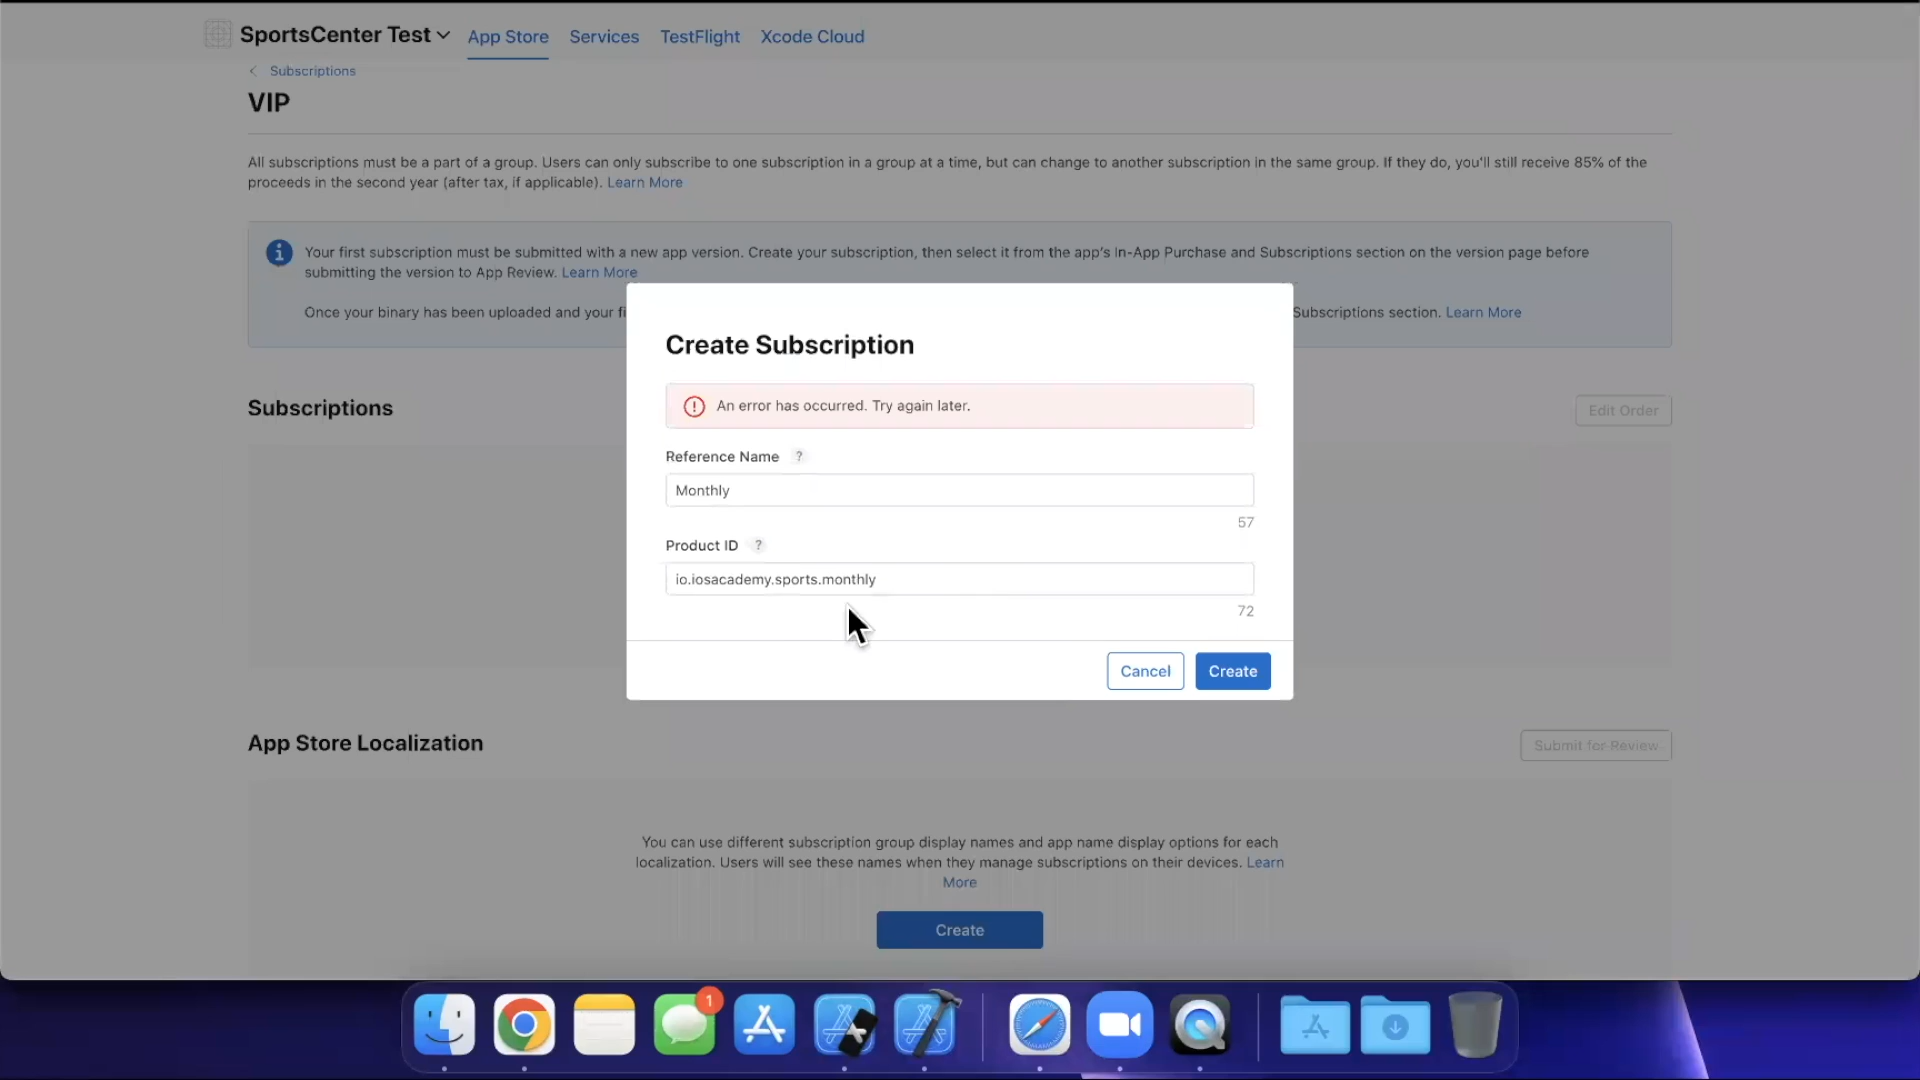 SportsCenter Test
App Store
Services
TestFlight
Xcode Cloud
Subscriptions
VIP
All subscriptions must be a part of a group. Users can only subscribe to one subscription in a group at a time, but can change to another subscription in the same group. If they do, you'll still receive 85% of the
proceeds in the second year (after tax, if applicable). Learn More
Your first subscription must be submitted with a new app version. Create your subscription, then select it from the app's In-App Purchase and Subscriptions section on the version page before
submitting the version to App Review. Learn More
Once your binary has been uploaded and your
Subscriptions section. Learn More
Create Subscription
An error has occurred. Try again later.
Reference Name ?
Monthly
57
Product ID ?
io.iosacademy.sports.monthly
72
Cancel
Create
Subscriptions
Edit Order
App Store Localization
Submit for Review
You can use different subscription group display names and app name display options for each
localization. Users will see these names when they manage subscriptions on their devices. Learn
More
Create
1